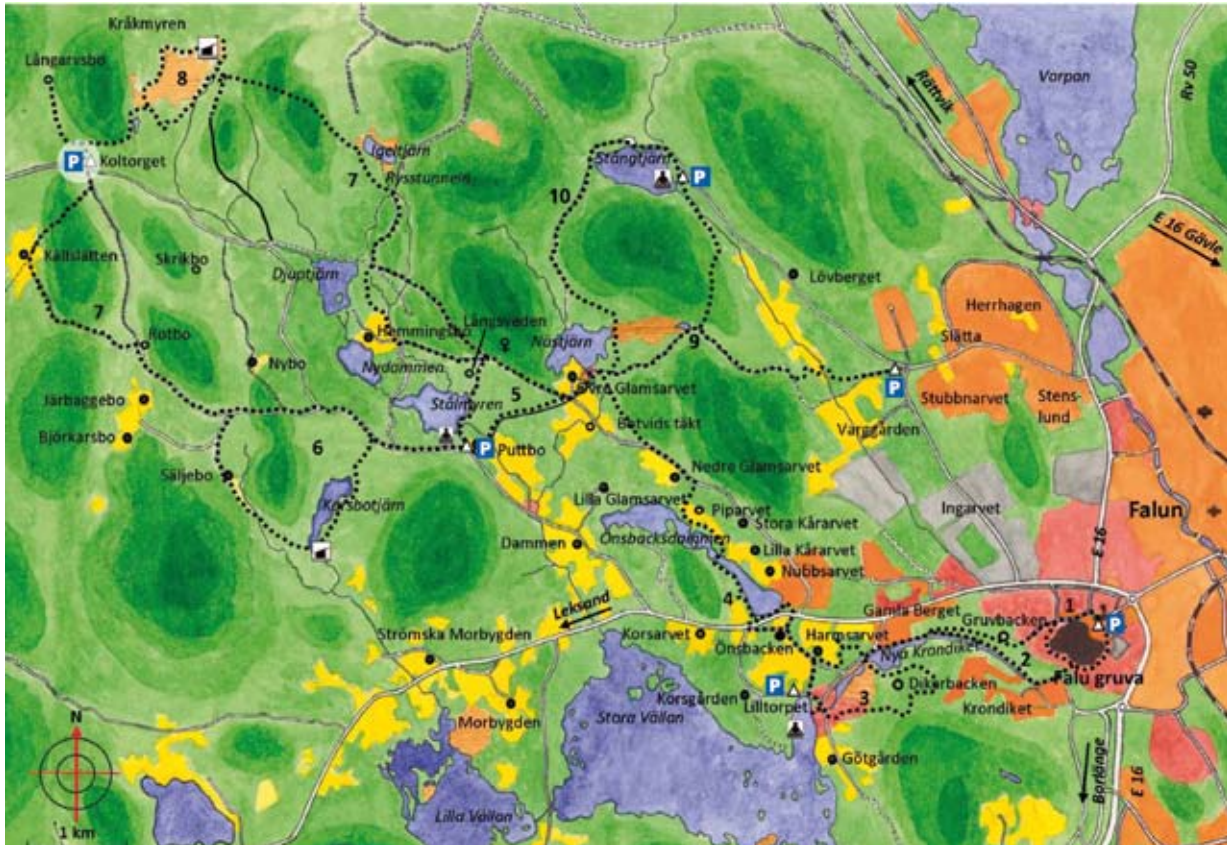 Kråkmyren
Långarvsbo
8
P
Koltorget
Rättvik
Varpan
Rv 50
Igeltjärn
Rysstunneln
7
Stångtjärn
P
10
E 16 Gävle
Källslätten
Skrikbo
Djuptjärn
Lövberget
Herrhagen
7
Rotbo
Hemmingsbo
Långsveden
Nästjärn
9
Slätta
Nybo
Nydammen
9
Övre Glamsarvet
P
Stubbnarvet
Stens-
lund
Järbaggebo
5
Stålmyren
Betvids täkt
Varggården
Björkarsbo
6
P
Puttbo
Säljebo
Nedre Glamsarvet
Korsbotjärn
Lilla Glamsarvet
Piparvet
Ingarvet
Falun
Stora Kårarvet
Önsbacksdammen
Dammen
Lilla Kårarvet
E 16
Nubbsarvet
Leksand
4
Gamla Berget
1
P
Strömska Morbygden
Korsarvet
Önsbacken
Harmsarvet
Gruvbacken
Nya Krondiket
2
Falu gruva
P
Korsgården
Lilltorpet
Dikarbacken
3
Krondiket
Morbygden
Stora Vällan
N
Götgården
Borlänge
E 16
Lilla Vällan
1 km